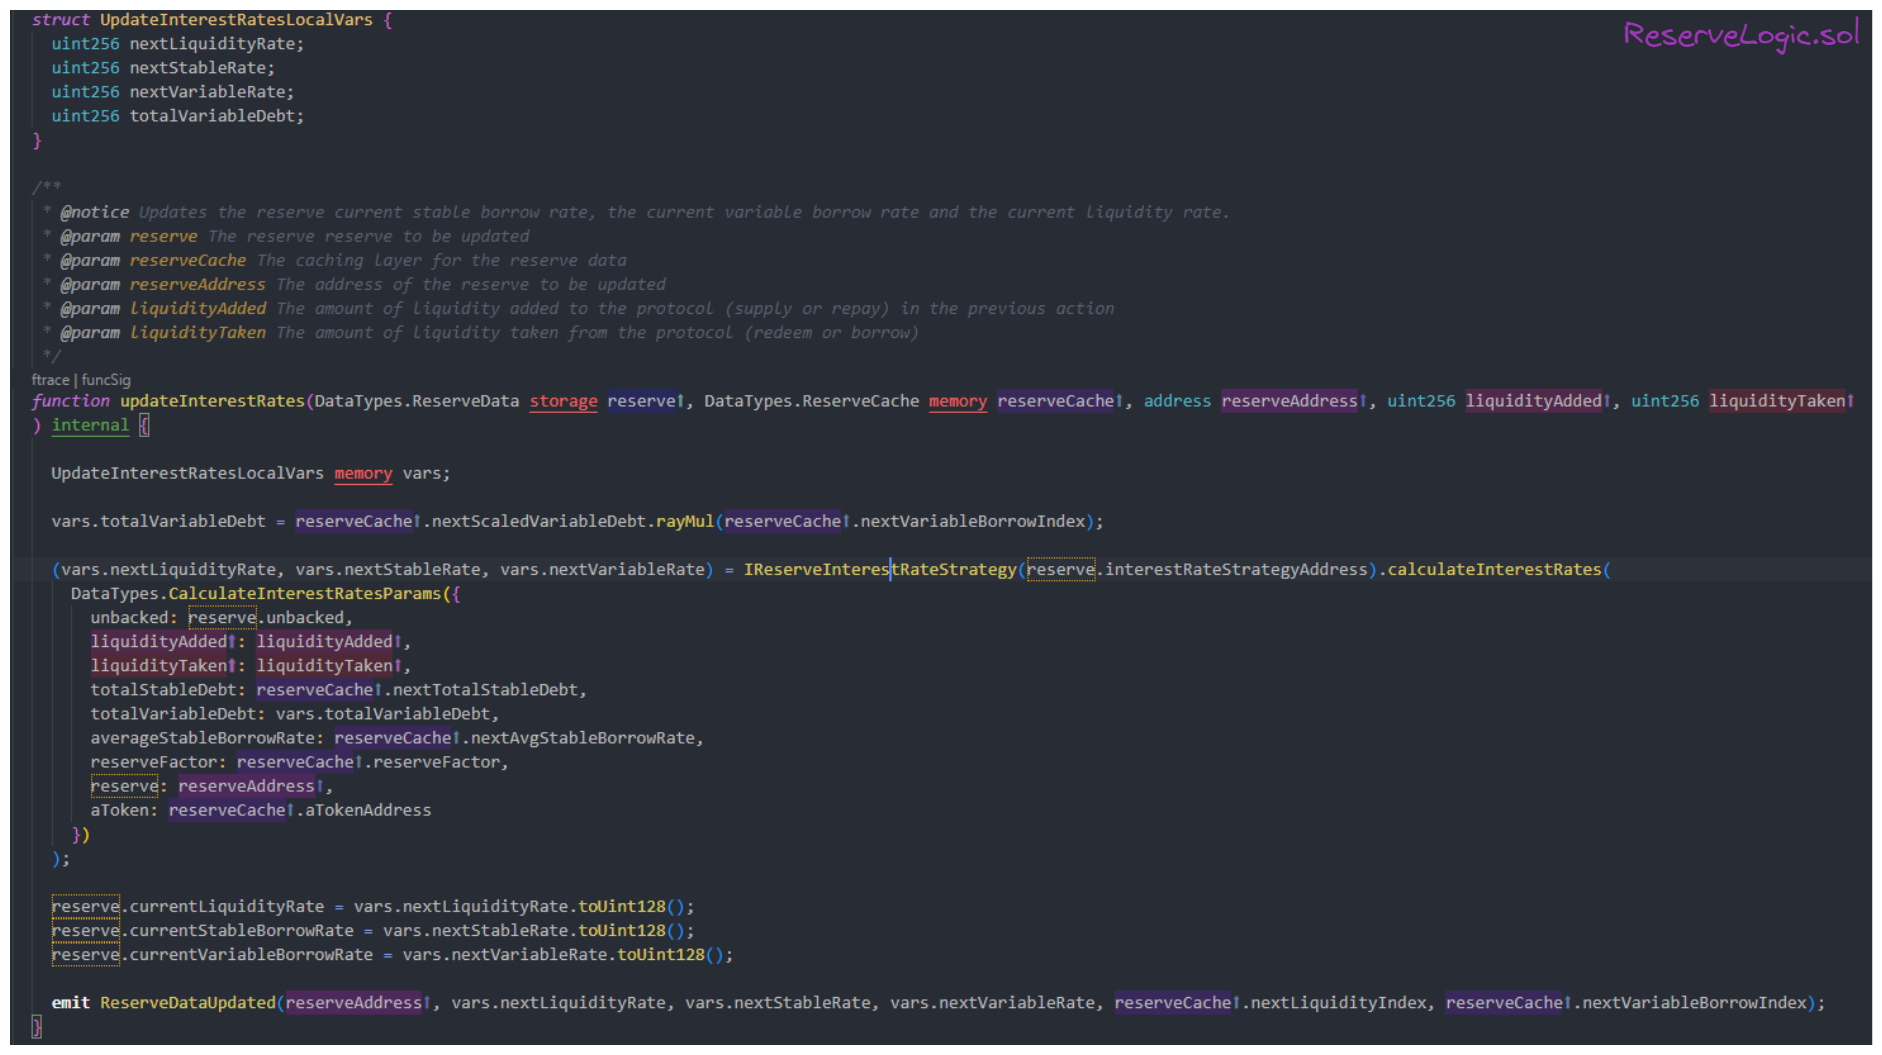 struct UpdateInterestRatesLocalVars {
ReserveLogic.sol
uint256 nextLiquidityRate;
uint256 nextStableRate;
uint256 nextVariableRate;
uint256 totalVariableDebt;
}
/**
* @notice Updates the reserve current stable borrow rate, the current variable borrow rate and the current liquidity rate.
* @param reserve The reserve reserve to be updated
* @param reserveCache The caching layer for the reserve data
* @param reserveAddress The address of the reserve to be updated
* @param liquidityAdded The amount of liquidity added to the protocol (supply or repay) in the previous action
* @param liquidityTaken The amount of liquidity taken from the protocol (redeem or borrow)
*/
ftrace | funcSig
function updateInterestRates(DataTypes.ReserveData storage reserve↑, DataTypes.ReserveCache memory reserveCache↑, address reserveAddress↑, uint256 liquidityAdded↑, uint256 liquidityTaken↑
) internal {
UpdateInterestRatesLocalVars memory vars;
vars.totalVariableDebt = reserveCache↑.nextScaledVariableDebt.rayMul(reserveCache↑.nextVariableBorrowIndex);
(vars.nextLiquidityRate, vars.nextStableRate, vars.nextVariableRate) = IReserveInterestRateStrategy(reserve.interestRateStrategyAddress).calculateInterestRates(
DataTypes.CalculateInterestRatesParams({
unbacked: reserve.unbacked,
liquidityAdded↑: liquidityAdded↑,
liquidityTaken↑: liquidityTaken↑,
totalStableDebt: reserveCache↑.nextTotalStableDebt,
totalVariableDebt: vars.totalVariableDebt,
averageStableBorrowRate: reserveCache↑.nextAvgStableBorrowRate,
reserveFactor: reserveCache↑.reserveFactor,
reserve: reserveAddress↑,
aToken: reserveCache↑.aTokenAddress
})
);
reserve.currentLiquidityRate = vars.nextLiquidityRate.toUint128();
reserve.currentStableBorrowRate = vars.nextStableRate.toUint128();
reserve.currentVariableBorrowRate = vars.nextVariableRate.toUint128();
emit ReserveDataUpdated(reserveAddress↑, vars.nextLiquidityRate, vars.nextStableRate, vars.nextVariableRate, reserveCache↑.nextLiquidityIndex, reserveCache↑.nextVariableBorrowIndex);
}